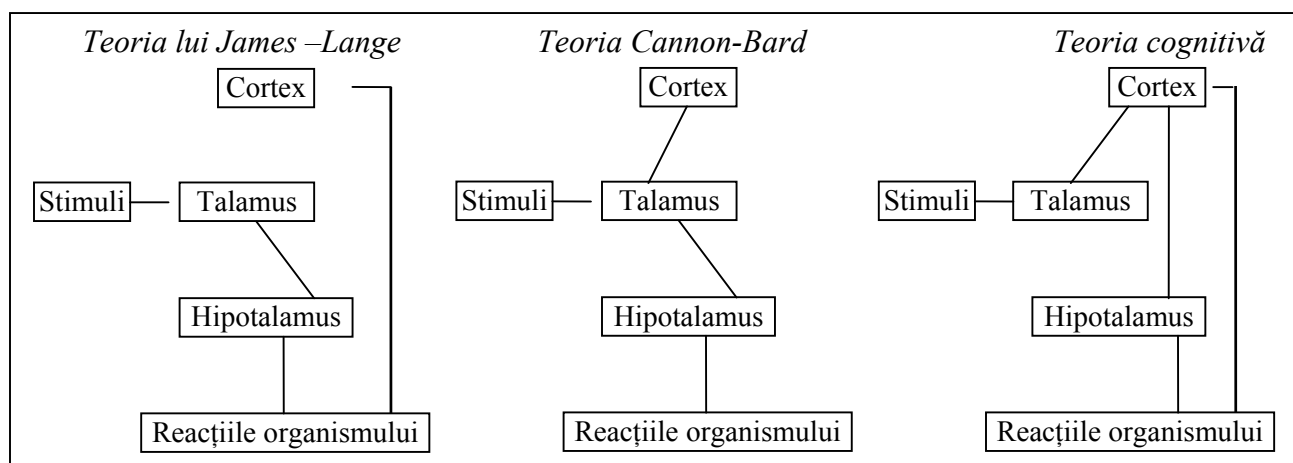 Teoria lui James –Lange
Cortex
Stimuli
Talamus
Hipotalamus
Reacțiile organismului
Teoria Cannon-Bard
Cortex
Stimuli
Talamus
Hipotalamus
Reacțiile organismului
Teoria cognitivă
Cortex
Stimuli
Talamus
Hipotalamus
Reacțiile organismului